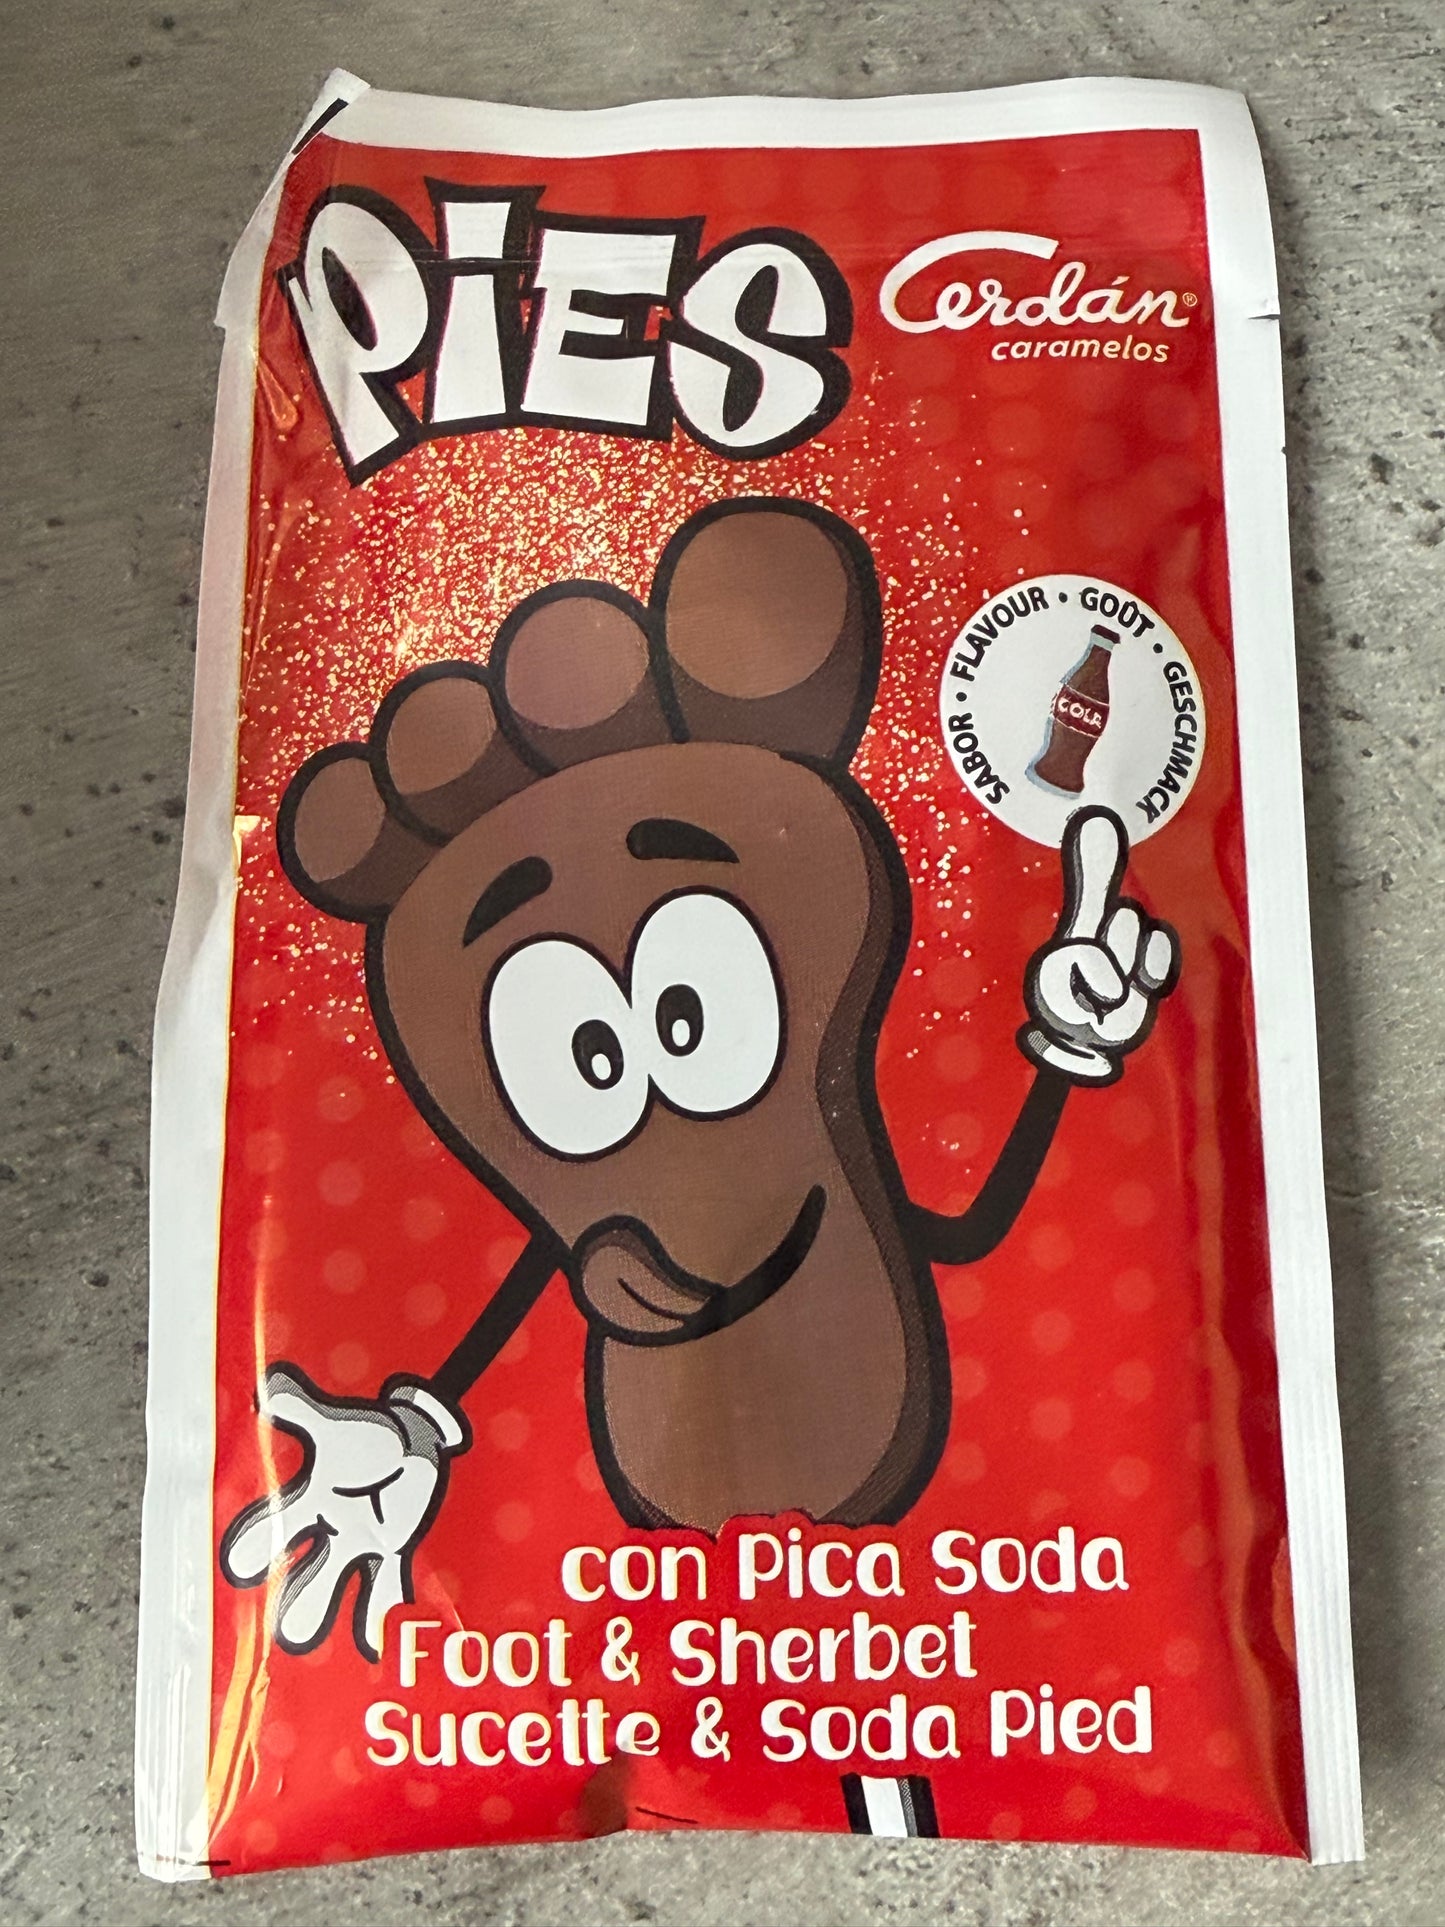 PiES
Cerdán®
caramelos
SABOR • FLAVOUR • GOÛT • GESCHMACK
COLA
con Pica Soda
Foot & Sherbet
Sucette & Soda Pied